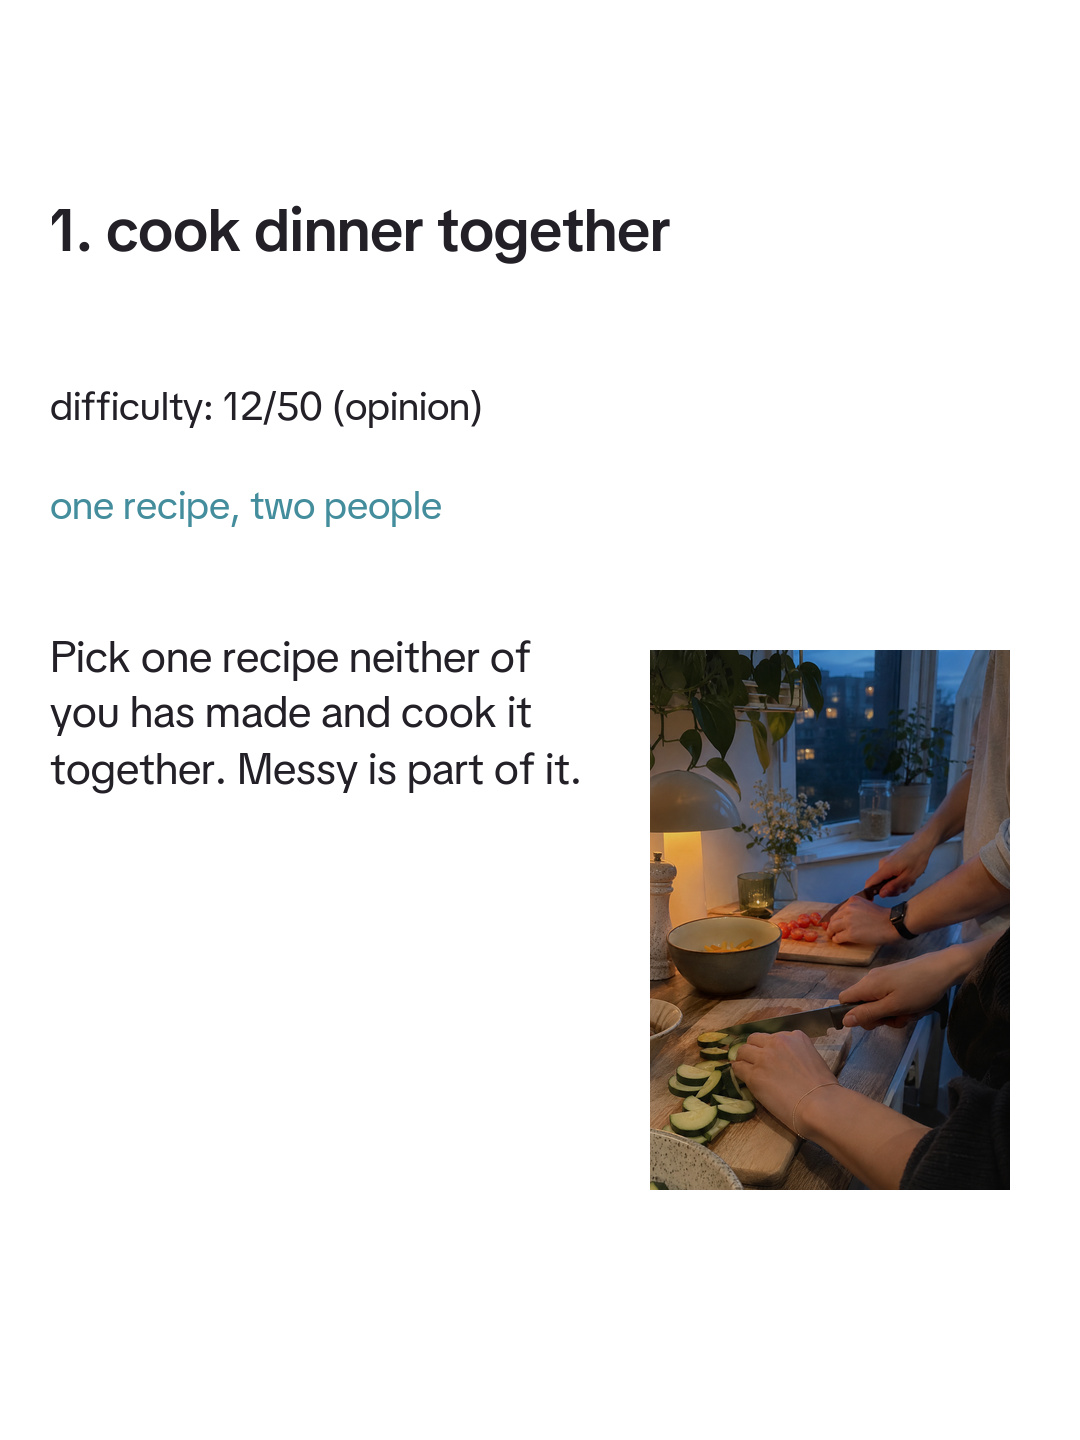 1. cook dinner together
difficulty: 12/50 (opinion)
one recipe, two people
Pick one recipe neither of
you has made and cook it
together. Messy is part of it.